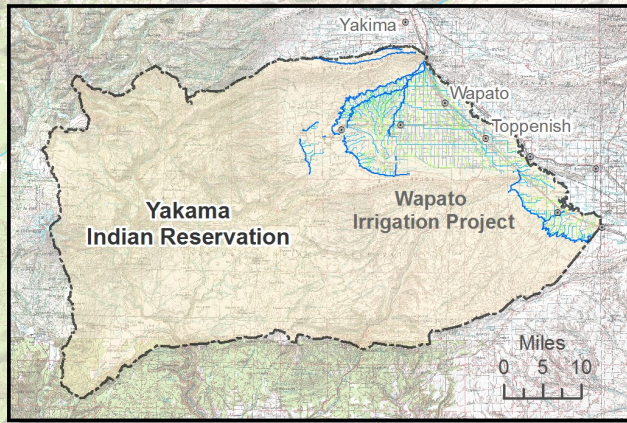 Yakima
Wapato
Toppenish
Yakama
Indian Reservation
Wapato
Irrigation Project
Miles
0 5 10